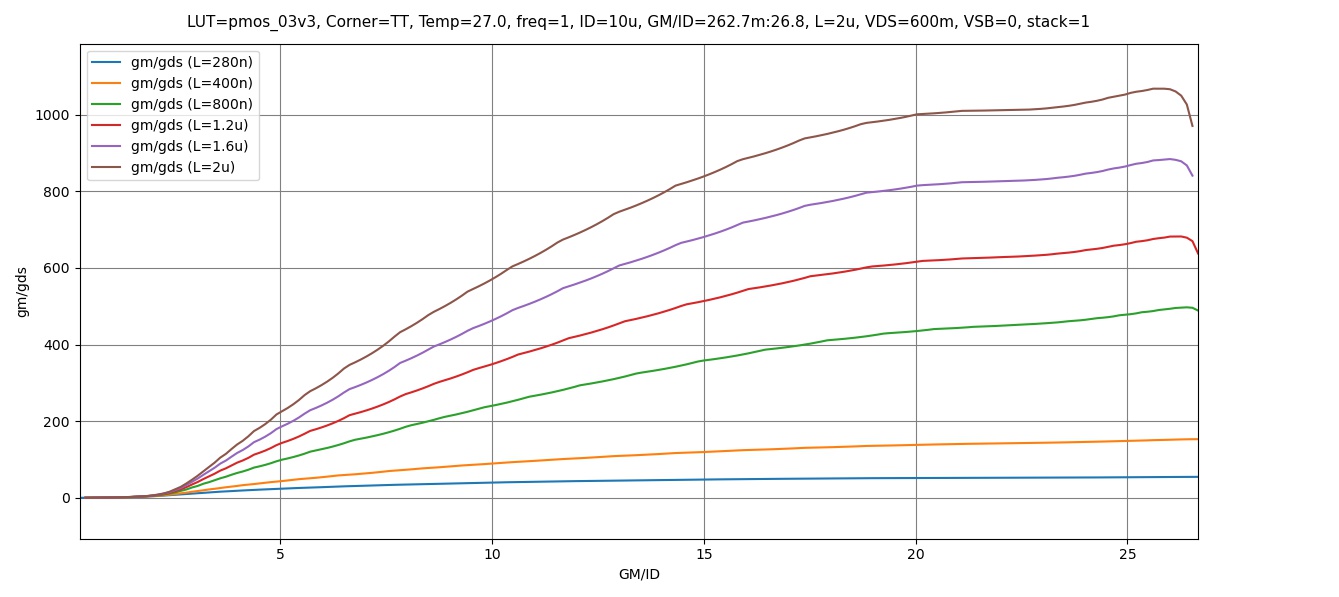 LUT=pmos_03v3, Corner=TT, Temp=27.0, freq=1, ID=10u, GM/ID=262.7m:26.8, L=2u, VDS=600m, VSB=0, stack=1
gm/gds (L=280n)
gm/gds (L=400n)
gm/gds (L=800n)
gm/gds (L=1.2u)
gm/gds (L=1.6u)
gm/gds (L=2u)
1000
800
600
400
200
0
gm/gds
5 10 15 20 25
GM/ID